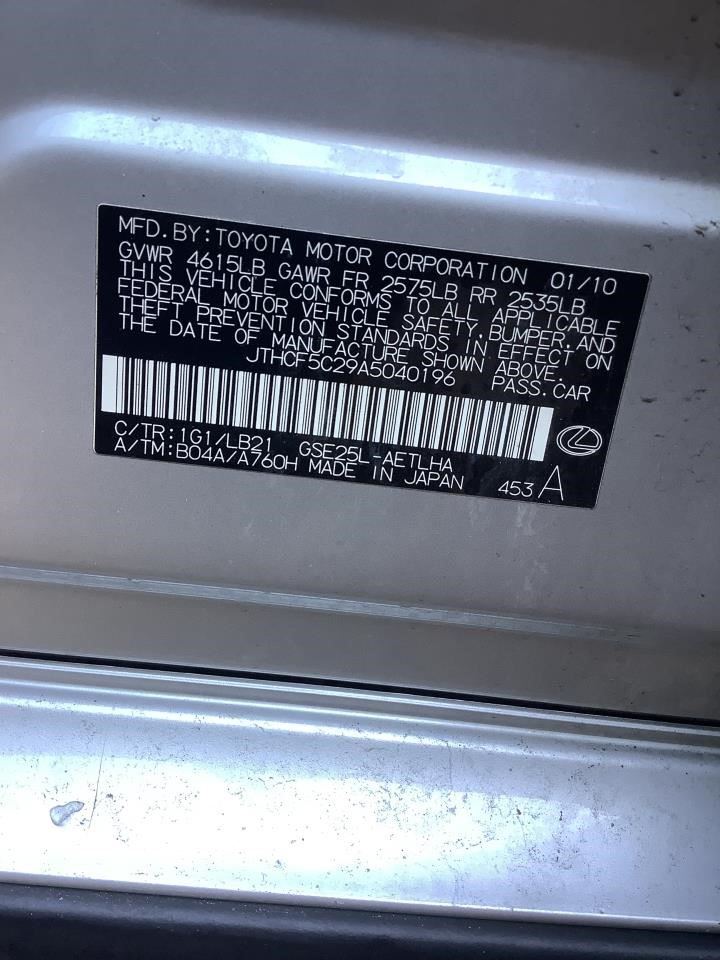 MFD.BY:TOYOTA MOTOR CORPORATION 01/10
GVWR 4615LB GAWR FR 2575LB RR 2535LB
THIS VEHICLE CONFORMS TO ALL APPLICABLE
FEDERAL MOTOR VEHICLE SAFETY,BUMPER,AND
THEFT PREVENTION STANDARDS IN EFFECT ON
THE DATE OF MANUFACTURE SHOWN ABOVE.
JTHCF5C29A5040196 PASS.CAR
C/TR:1G1/LB21 GSE25L-AETLHA
A/TM:B04A/A760H MADE IN JAPAN 453A